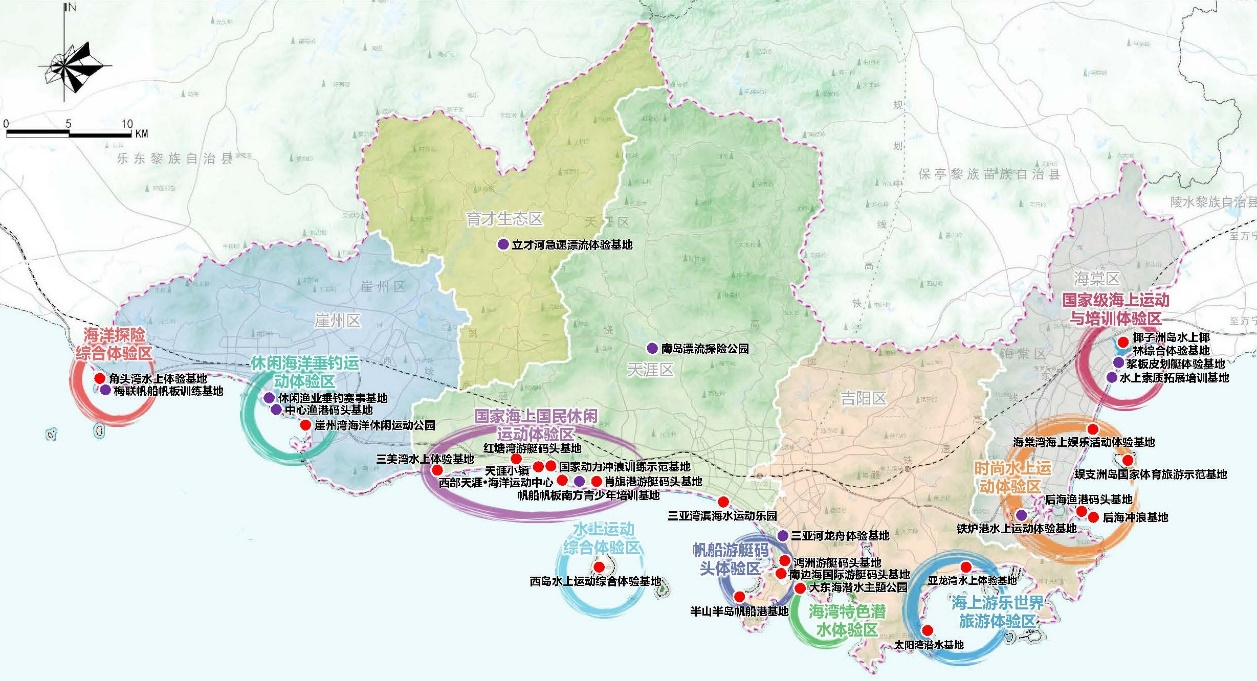 N
0 5 10 KM
乐东黎族自治县
保亭黎族苗族自治县
陵水黎族自治县
规划
线
高
铁
至万宁
育才生态区
天涯区
立才河急速漂流体验基地
崖州区
崖州区
海棠区
国家级海上运动
与培训体验区
椰子洲岛水上椰
林综合体验基地
桨板皮划艇体验基地
水上素质拓展培训基地
海棠区
海洋探险
综合体验区
角头湾水上体验基地
梅联帆船帆板训练基地
休闲海洋垂钓运
动体验区
休闲渔业垂钓赛事基地
中心渔港码头基地
崖州湾海洋休闲运动公园
南岛漂流探险公园
天涯区
吉阳区
国家海上国民休闲
运动体验区
红塘湾游艇码头基地
三美湾水上体验基地
天涯小镇
国家动力冲浪训练示范基地
西部天涯·海洋运动中心
肖旗港游艇码头基地
帆船帆板南方青少年培训基地
三亚湾滨海水运动乐园
海棠湾海上娱乐活动体验基地
时尚水上运
动体验区
蜈支洲岛国家体育旅游示范基地
后海渔港码头基地
后海冲浪基地
铁炉港水上运动体验基地
水上运动
综合体验区
西岛水上运动综合体验基地
三亚河龙舟体验基地
帆船游艇码
头体验区
鸿洲游艇码头基地
南边海国际游艇码头基地
大东海潜水主题公园
半山半岛帆船港基地
海湾特色潜
水体验区
亚龙湾水上体验基地
海上游乐世界
旅游体验区
太阳湾潜水基地